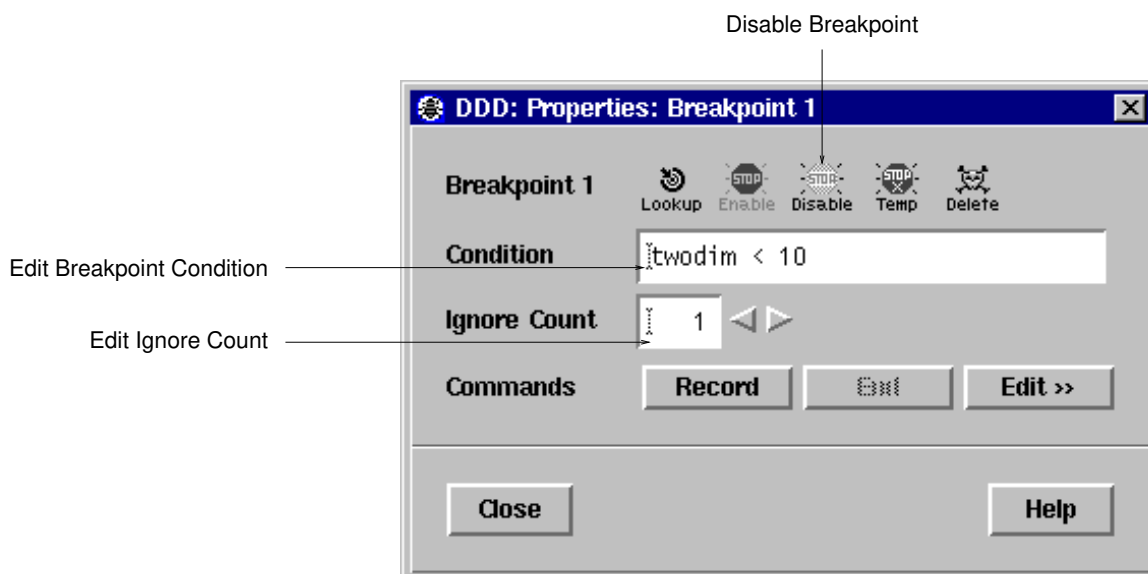 Disable Breakpoint
DDD: Properties: Breakpoint 1
Breakpoint 1
STOP STOP STOP
Lookup Enable Disable Temp Delete
Edit Breakpoint Condition
Condition
twodim < 10
Edit Ignore Count
Ignore Count
1
Commands
Record
End
Edit >>
Close
Help